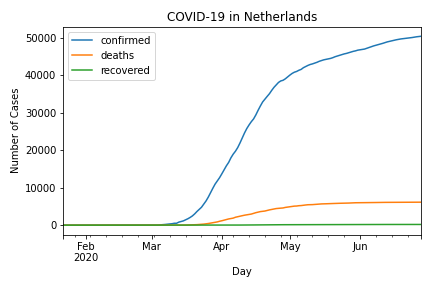 COVID-19 in Netherlands
confirmed
deaths
recovered
Number of Cases
50000
40000
30000
20000
10000
0
Feb
2020
Mar
Apr
May
Jun
Day